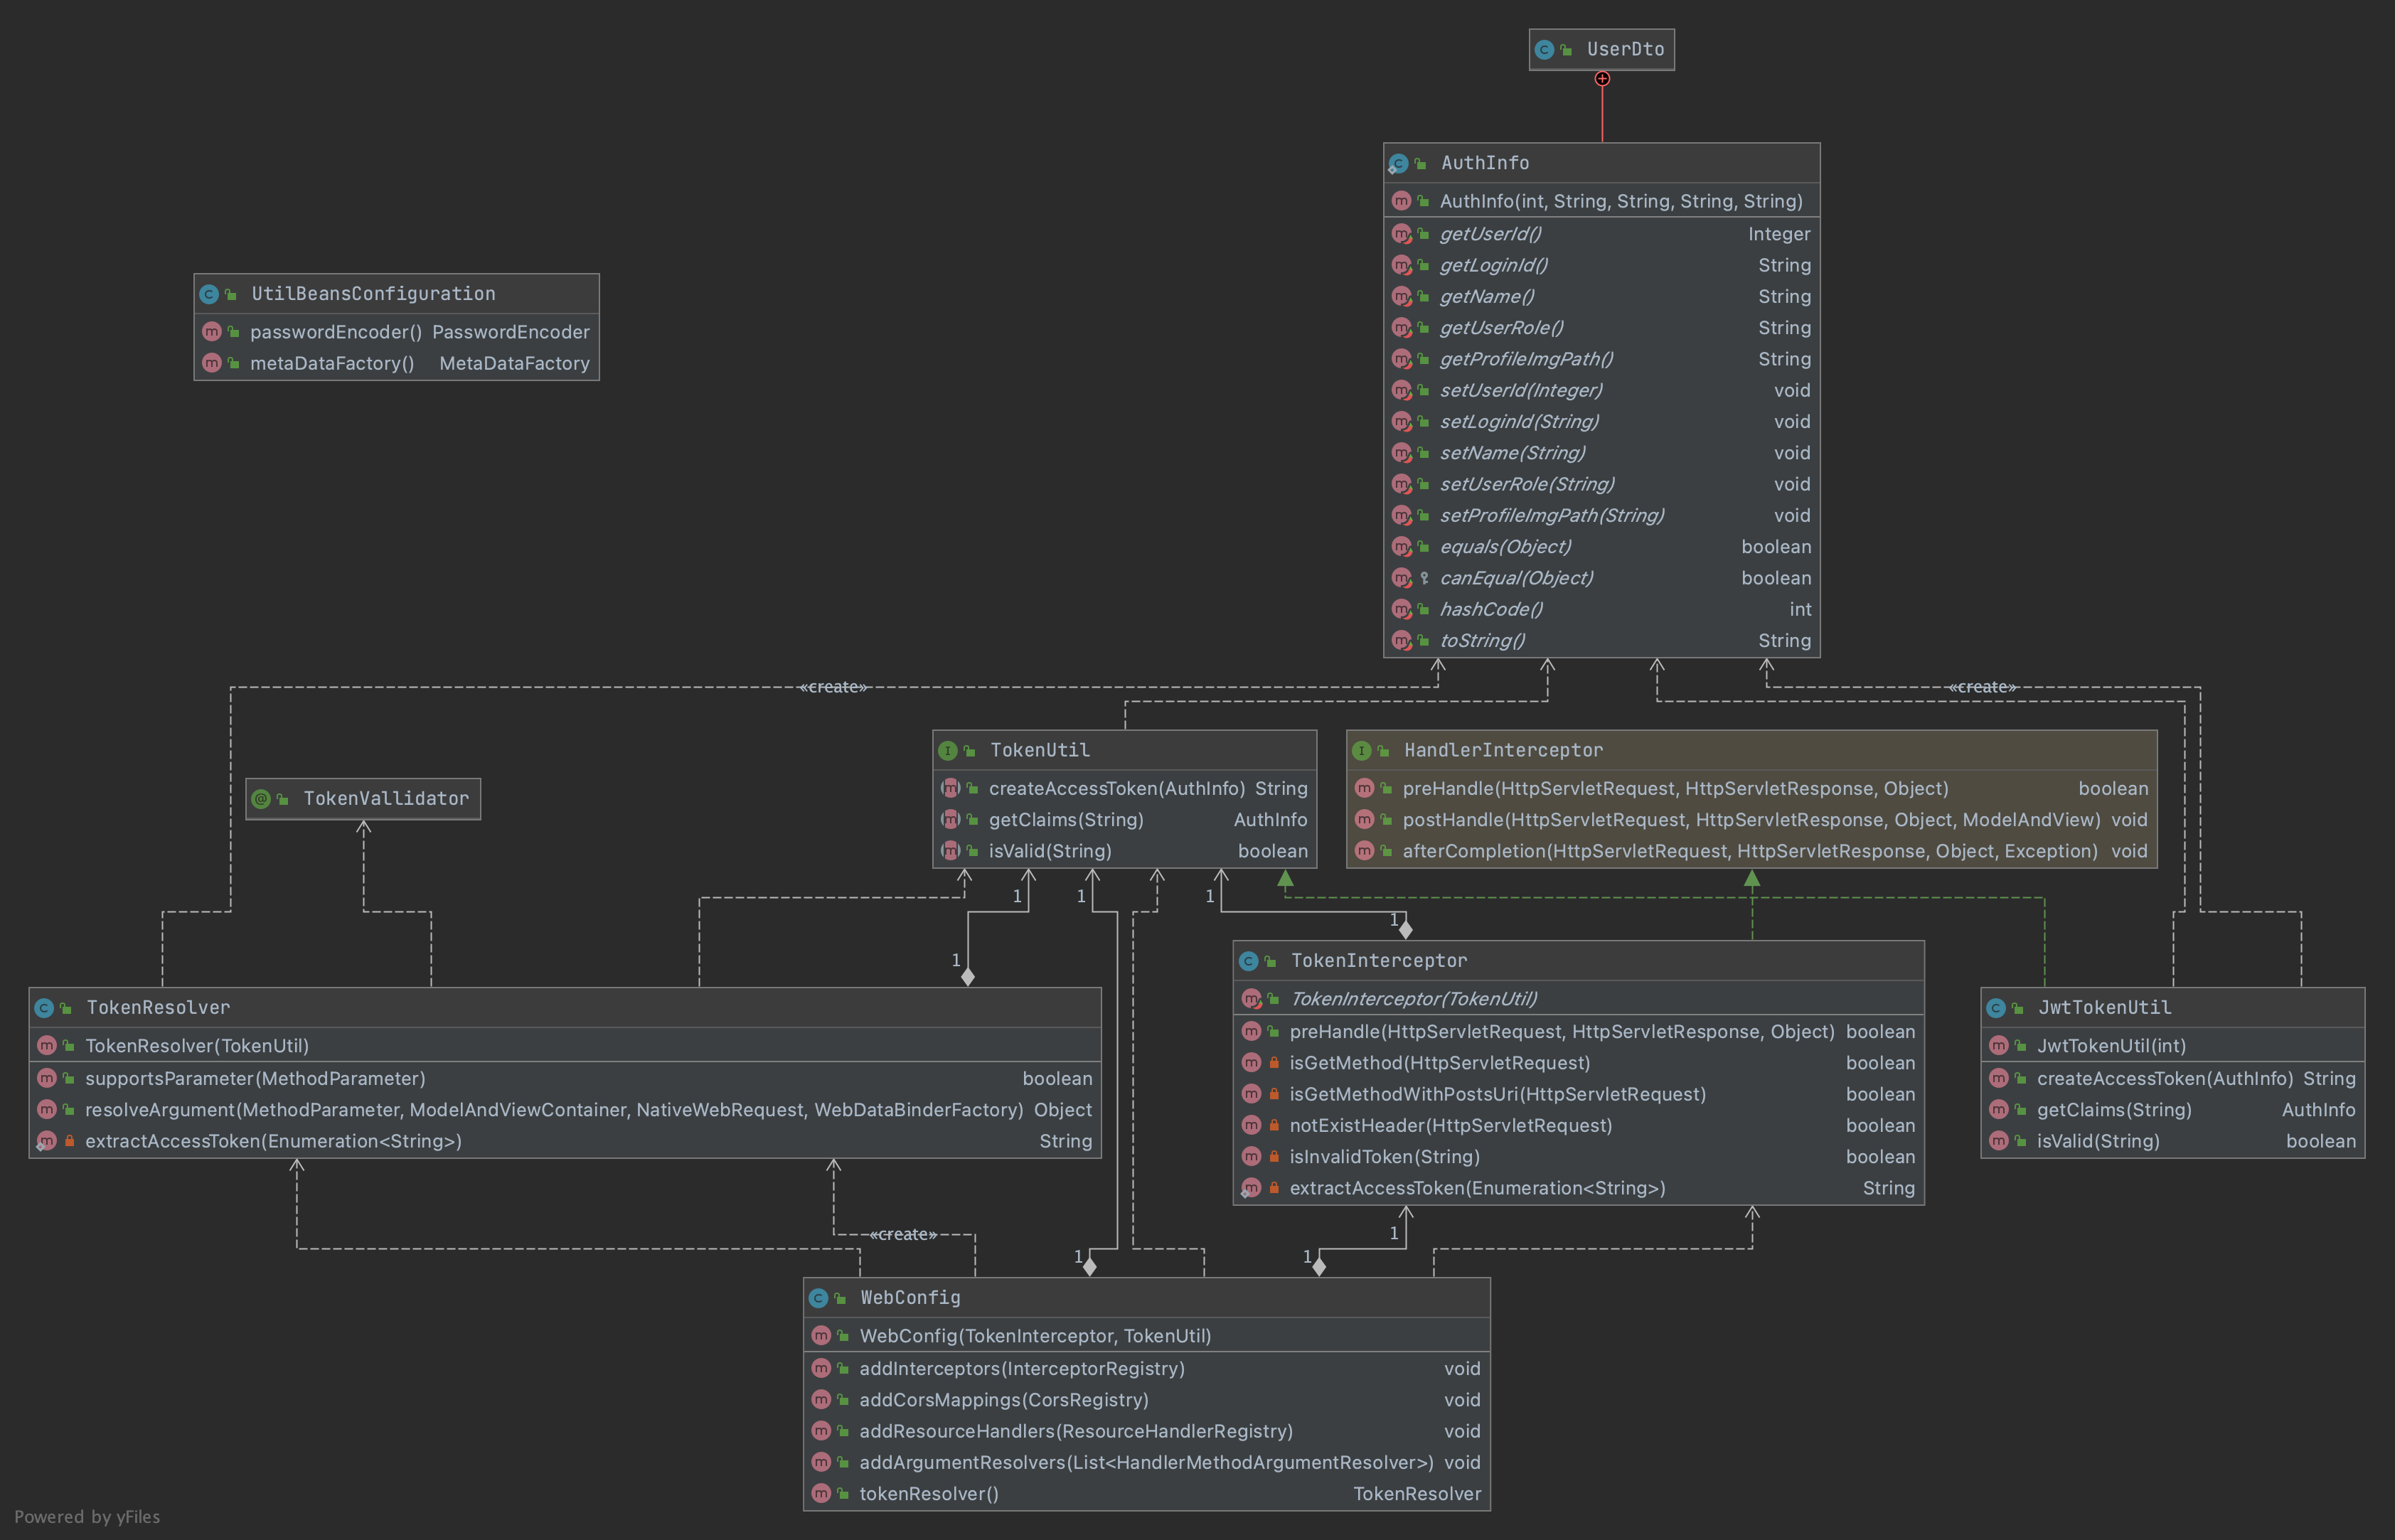 UserDto
AuthInfo
AuthInfo(int, String, String, String, String)
getUserId() Integer
getLoginId() String
getName() String
getUserRole() String
getProfileImgPath() String
setUserId(Integer) void
setLoginId(String) void
setName(String) void
setUserRole(String) void
setProfileImgPath(String) void
equals(Object) boolean
canEqual(Object) boolean
hashCode() int
toString() String
UtilBeansConfiguration
passwordEncoder() PasswordEncoder
metaDataFactory() MetaDataFactory
«create»
«create»
TokenVallidator
TokenUtil
createAccessToken(AuthInfo) String
getClaims(String) AuthInfo
isValid(String) boolean
HandlerInterceptor
preHandle(HttpServletRequest, HttpServletResponse, Object) boolean
postHandle(HttpServletRequest, HttpServletResponse, Object, ModelAndView) void
afterCompletion(HttpServletRequest, HttpServletResponse, Object, Exception) void
1
1
1
1
1
TokenResolver
TokenResolver(TokenUtil)
supportsParameter(MethodParameter) boolean
resolveArgument(MethodParameter, ModelAndViewContainer, NativeWebRequest, WebDataBinderFactory) Object
extractAccessToken(Enumeration<String>) String
TokenInterceptor
TokenInterceptor(TokenUtil)
preHandle(HttpServletRequest, HttpServletResponse, Object) boolean
isGetMethod(HttpServletRequest) boolean
isGetMethodWithPostsUri(HttpServletRequest) boolean
notExistHeader(HttpServletRequest) boolean
isInvalidToken(String) boolean
extractAccessToken(Enumeration<String>) String
JwtTokenUtil
JwtTokenUtil(int)
createAccessToken(AuthInfo) String
getClaims(String) AuthInfo
isValid(String) boolean
«create»
1
1
1
WebConfig
WebConfig(TokenInterceptor, TokenUtil)
addInterceptors(InterceptorRegistry) void
addCorsMappings(CorsRegistry) void
addResourceHandlers(ResourceHandlerRegistry) void
addArgumentResolvers(List<HandlerMethodArgumentResolver>) void
tokenResolver() TokenResolver
Powered by yFiles